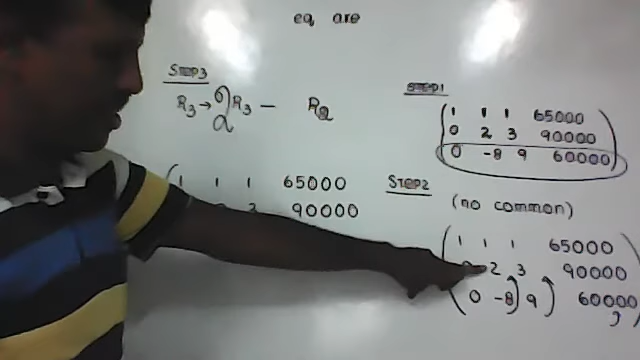 eq are
STEP3
R3 → R3 - R2
1 1 1 65000
3 90000
STEP1
1 1 1 65000
0 2 3 90000
0 -8 9 60000
STEP2
(no common)
1 1 1 65000
2 3 90000
0 -8 9 60000